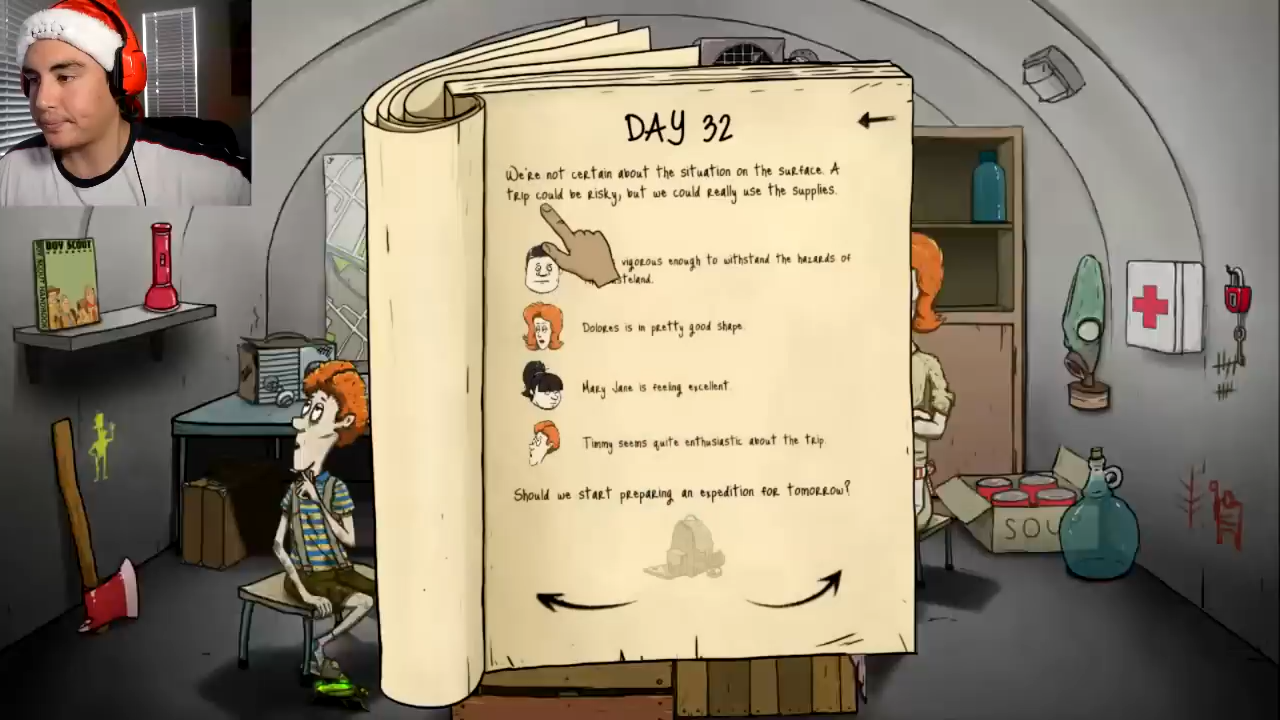 DAY 32
We're not certain about the situation on the surface. A
trip could be risky, but we could really use the supplies.
vigorous enough to withstand the hazards of
Dolores is in pretty good shape.
Mary Jane is feeling excellent.
Timmy seems quite enthusiastic about the trip.
Should we start preparing an expedition for tomorrow?
BOY SCOUT
SOU